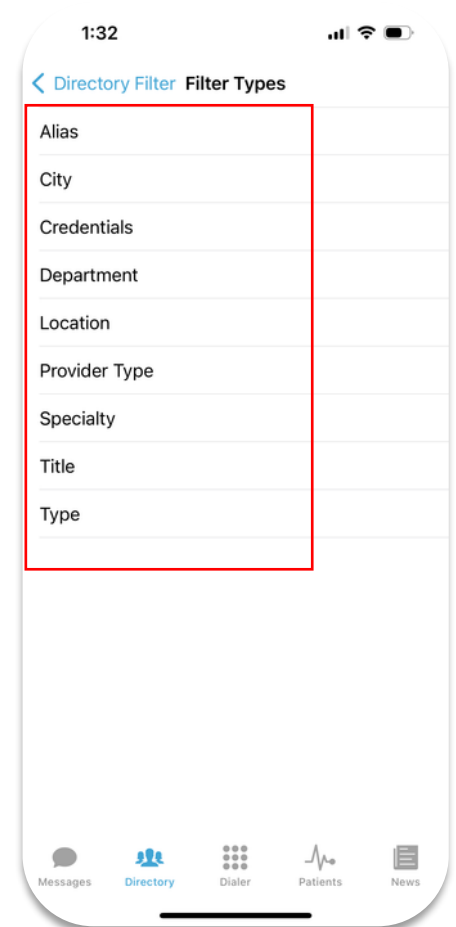 1:32
Directory Filter Filter Types
Alias
City
Credentials
Department
Location
Provider Type
Specialty
Title
Type
Messages Directory Dialer Patients News